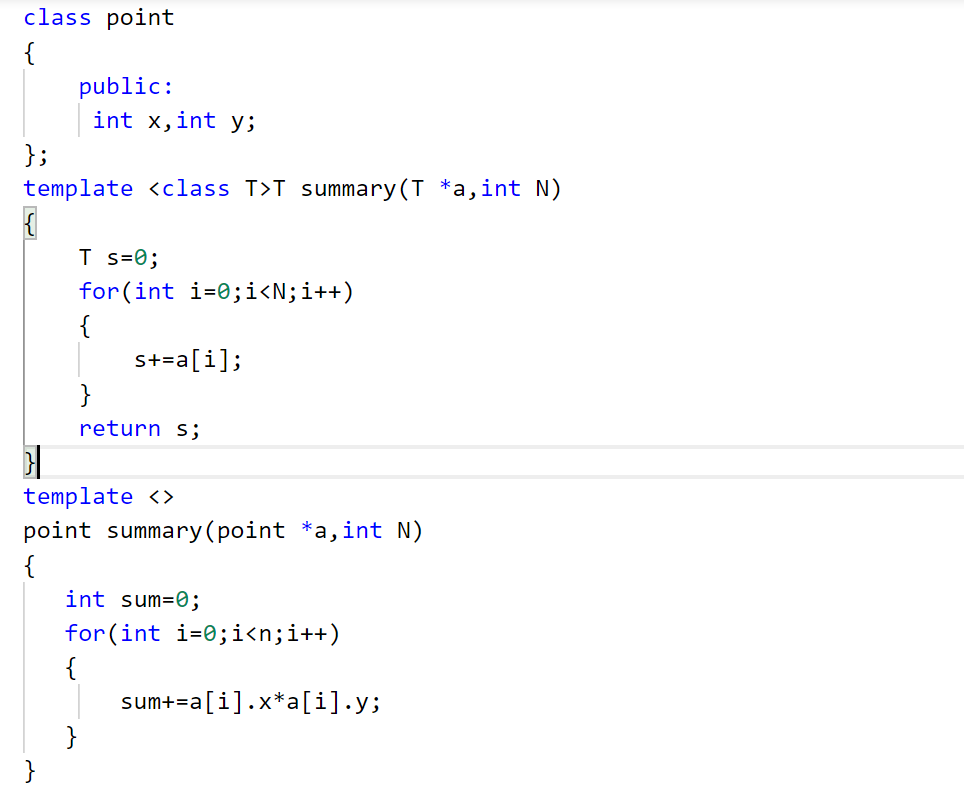 class point
{
public:
int x,int y;
};
template <class T>T summary(T *a,int N)
{
T s=0;
for(int i=0;i<N;i++)
{
s+=a[i];
}
return s;
}
template <>
point summary(point *a,int N)
{
int sum=0;
for(int i=0;i<n;i++)
{
sum+=a[i].x*a[i].y;
}
}